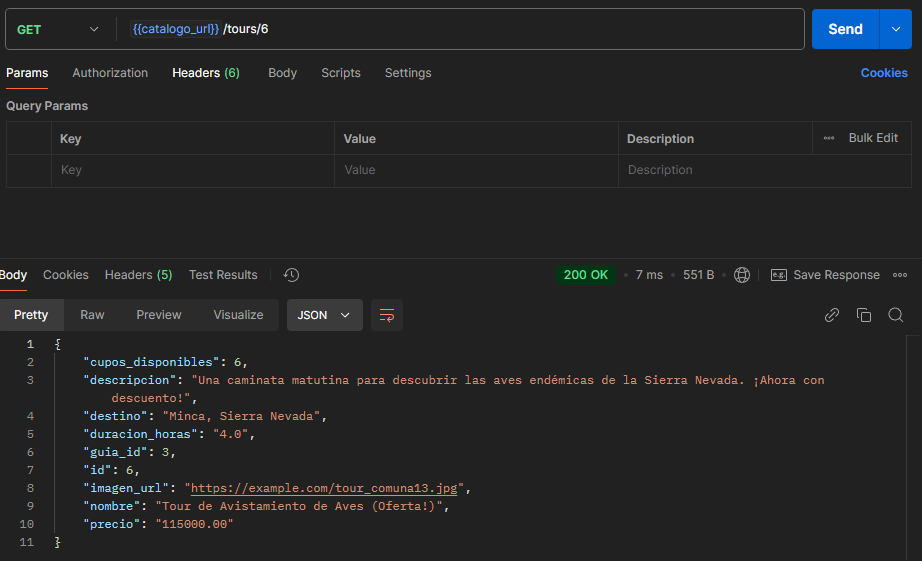 GET {{catalogo_url}} /tours/6 Send
Params Authorization Headers (6) Body Scripts Settings Cookies
Query Params
Key Value Description ••• Bulk Edit
Key Value Description
Body Cookies Headers (5) Test Results 200 OK • 7 ms • 551 B • e.g. Save Response •••
Pretty Raw Preview Visualize JSON
1 {
2 "cupos_disponibles": 6,
3 "descripcion": "Una caminata matutina para descubrir las aves endémicas de la Sierra Nevada. ¡Ahora con
descuento!",
4 "destino": "Minca, Sierra Nevada",
5 "duracion_horas": "4.0",
6 "guia_id": 3,
7 "id": 6,
8 "imagen_url": "https://example.com/tour_comuna13.jpg",
9 "nombre": "Tour de Avistamiento de Aves (Oferta!)",
10 "precio": "115000.00"
11 }